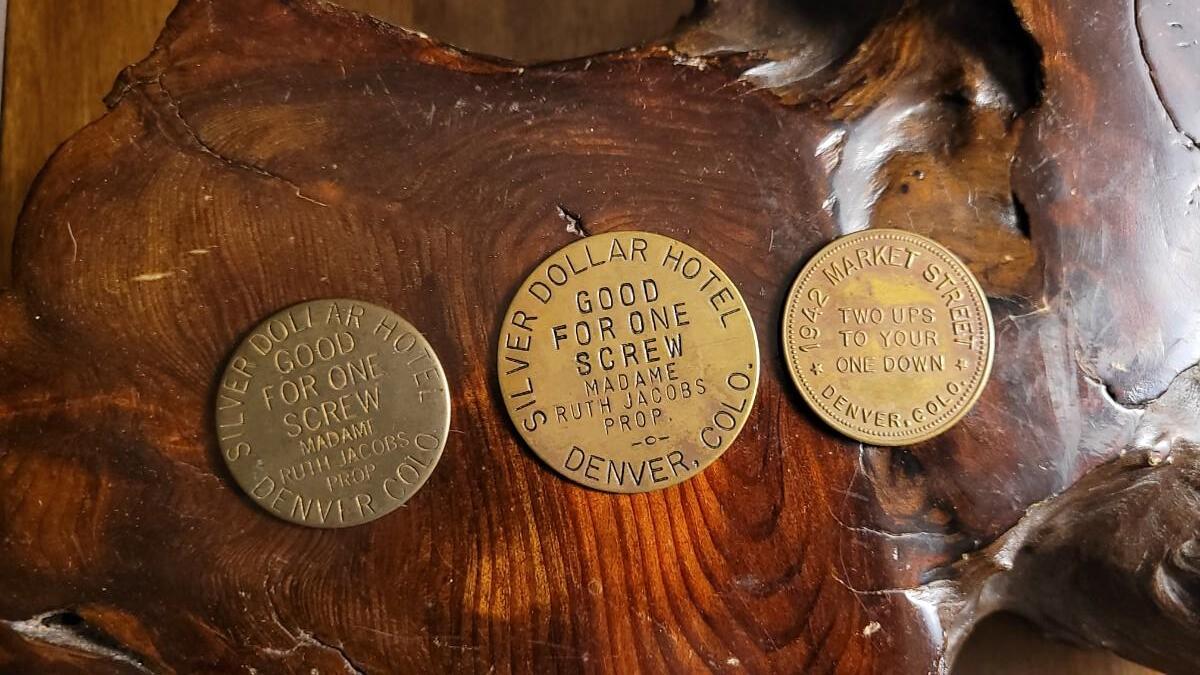 SILVER DOLLAR HOTEL
GOOD
FOR ONE
SCREW
MADAME
RUTH JACOBS
PROP
DENVER COLO
SILVER DOLLAR HOTEL
GOOD
FOR ONE
SCREW
MADAME
RUTH JACOBS
PROP.
-o-
DENVER, COLO.
1942 MARKET STREET
TWO UPS
TO YOUR
ONE DOWN
DENVER, COLO.